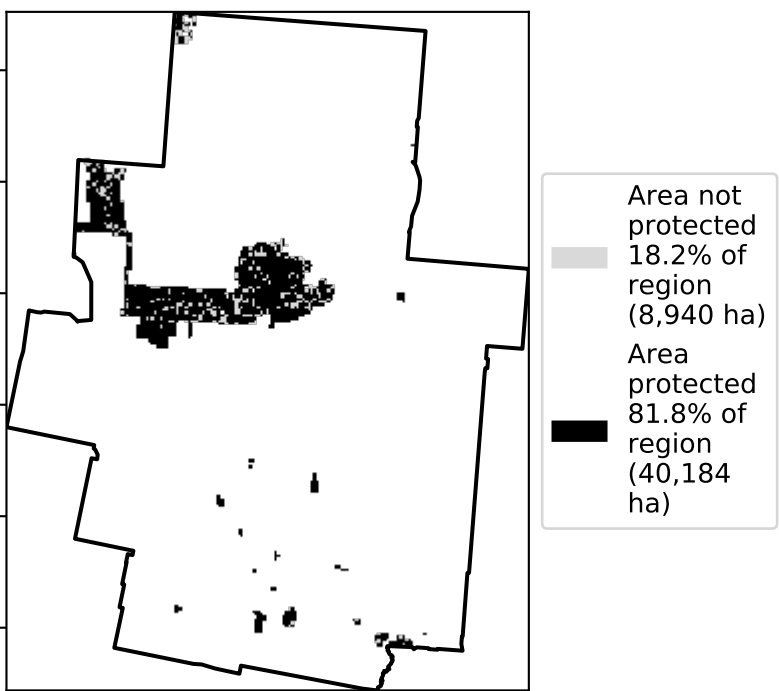 Area not
protected
18.2% of
region
(8,940 ha)
Area
protected
81.8% of
region
(40,184
ha)